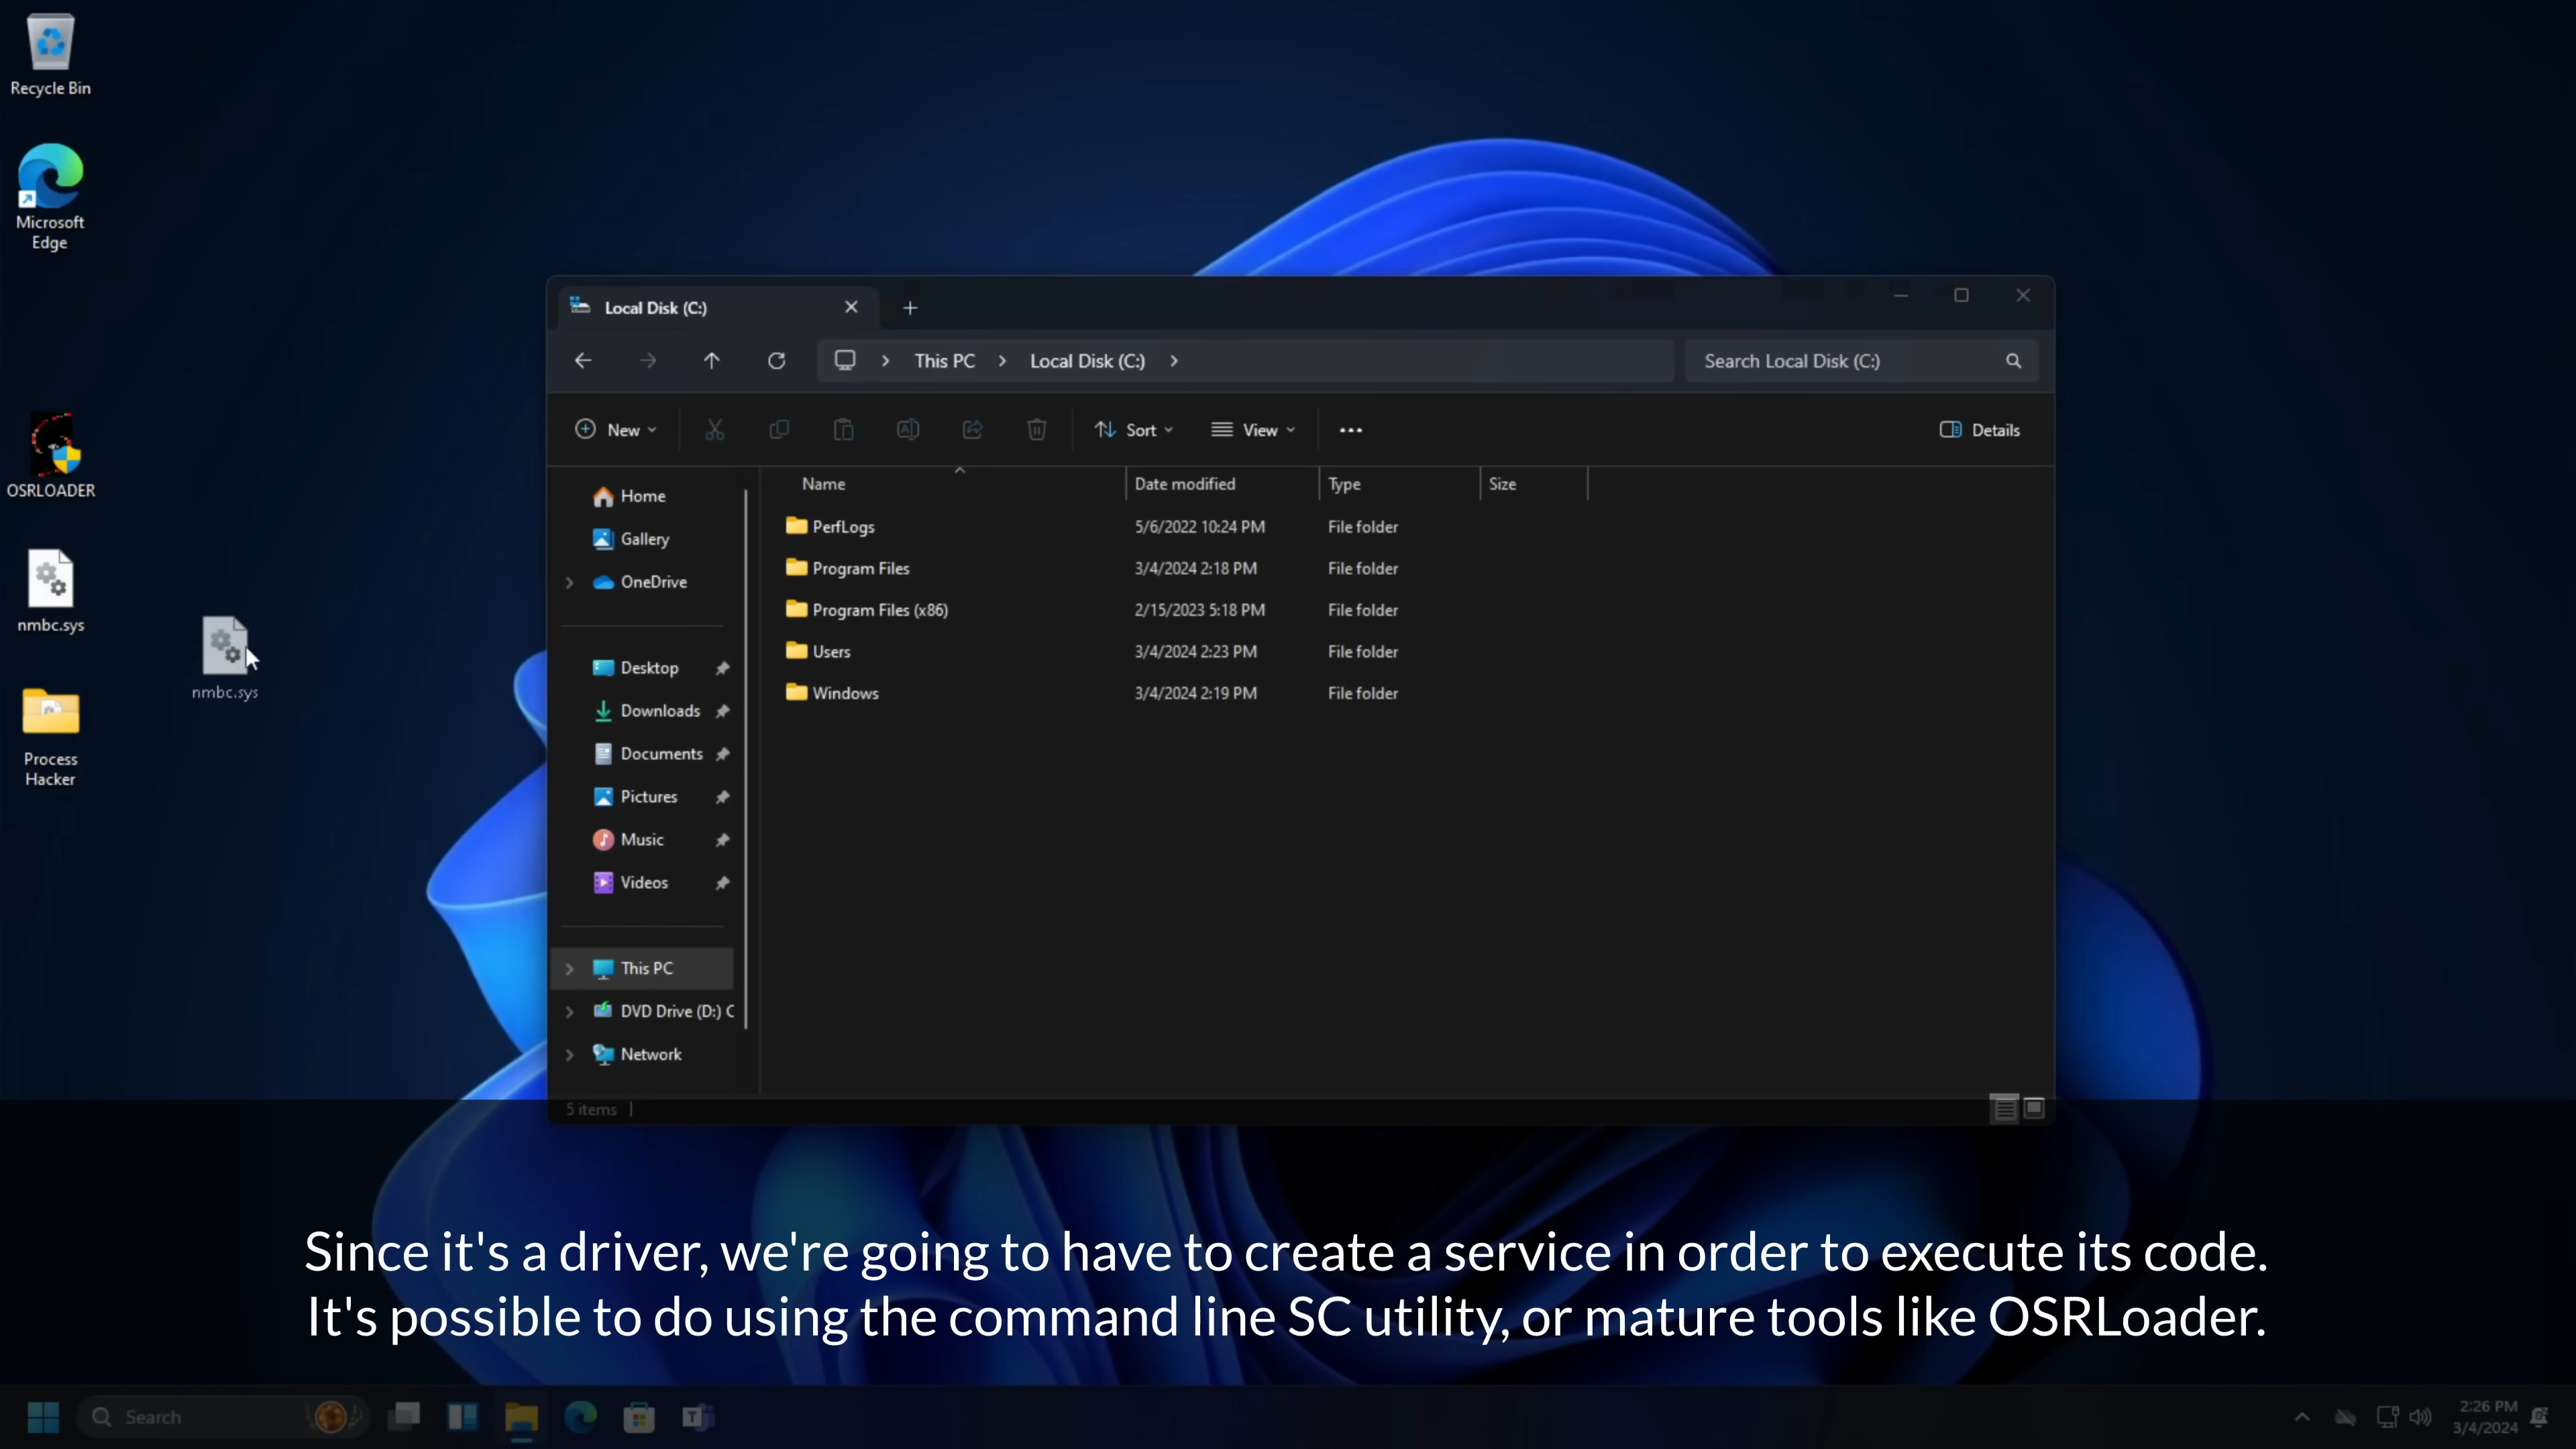 Recycle Bin
Microsoft
Edge
OSRLOADER
nmbc.sys
nmbc.sys
Process
Hacker
Local Disk (C:)
This PC
Local Disk (C:)
Search Local Disk (C:)
New
Sort
View
Details
Home
Gallery
OneDrive
Desktop
Downloads
Documents
Pictures
Music
Videos
This PC
DVD Drive (D:) C
Network
Name Date modified Type Size
PerfLogs 5/6/2022 10:24 PM File folder
Program Files 3/4/2024 2:18 PM File folder
Program Files (x86) 2/15/2023 5:18 PM File folder
Users 3/4/2024 2:23 PM File folder
Windows 3/4/2024 2:19 PM File folder
5 items
Since it's a driver, we're going to have to create a service in order to execute its code.
It's possible to do using the command line SC utility, or mature tools like OSRLoader.
Search
2:26 PM
3/4/2024